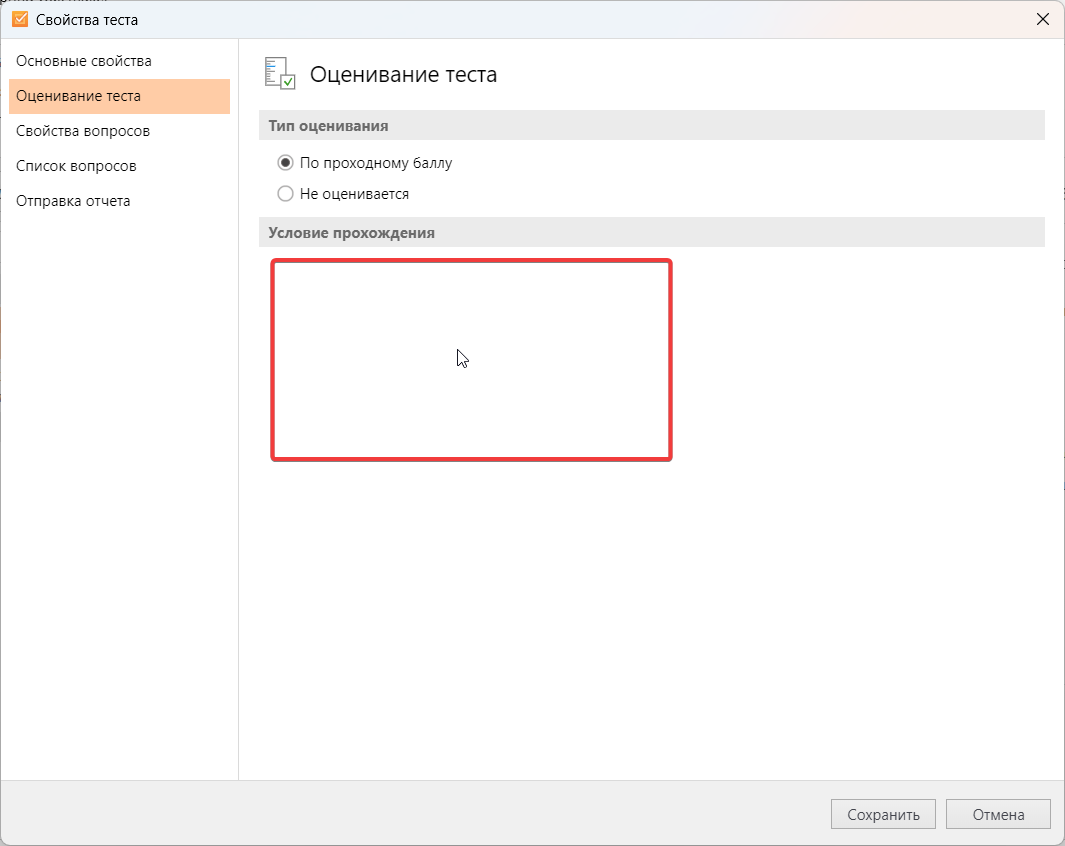 Свойства теста
Основные свойства
Оценивание теста
Свойства вопросов
Список вопросов
Отправка отчета
Оценивание теста
Тип оценивания
По проходному баллу
Не оценивается
Условие прохождения
Сохранить
Отмена